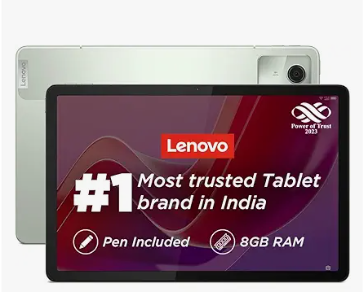 Lenovo
Power of Trust
2023
Lenovo
#1 Most trusted Tablet
brand in India
Pen Included
8GB RAM